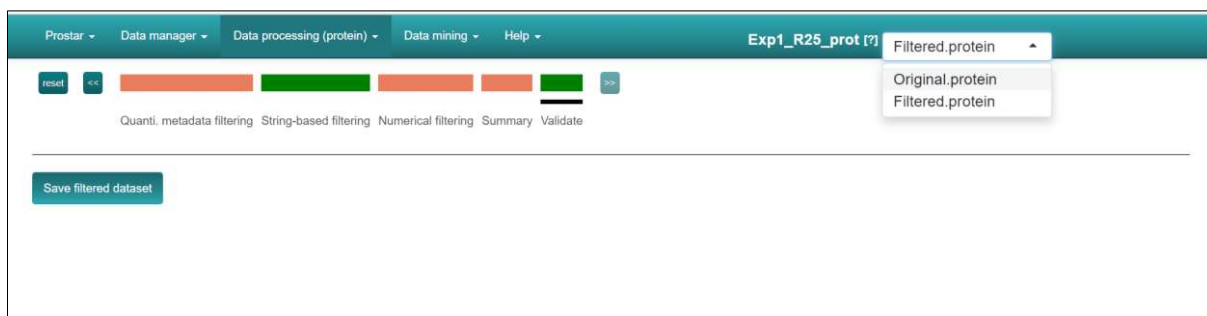 Prostar Data manager Data processing (protein) Data mining Help Exp1_R25_prot [?] Filtered.protein
Original.protein
Filtered.protein
reset << >>
Quanti. metadata filtering String-based filtering Numerical filtering Summary Validate
Save filtered dataset